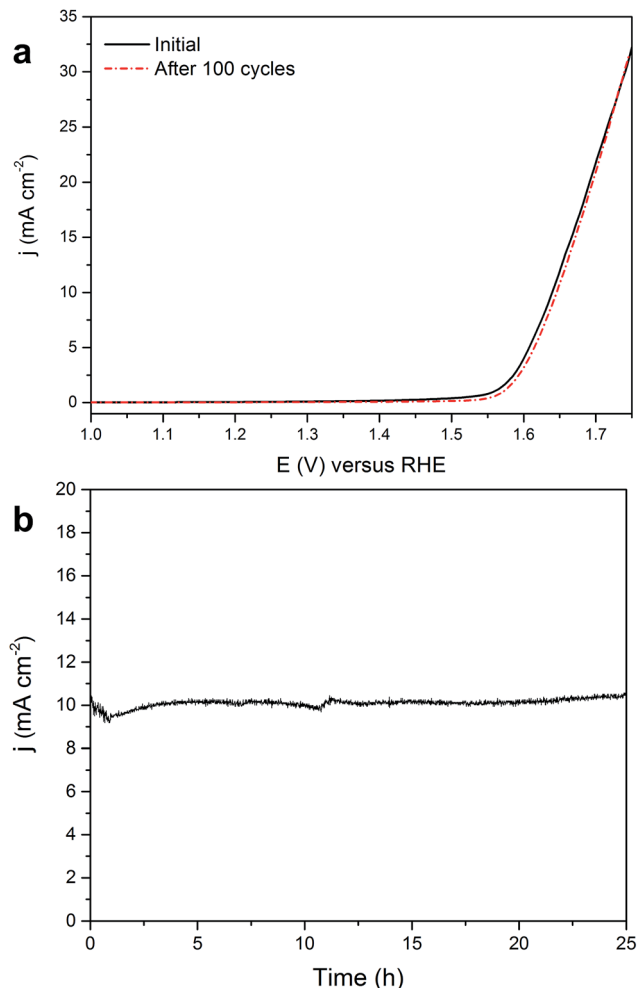 a
Initial
After 100 cycles
35
30
25
20
15
10
5
0
j (mA cm⁻²)
1.0 1.1 1.2 1.3 1.4 1.5 1.6 1.7
E (V) versus RHE
b
20
18
16
14
12
10
8
6
4
2
0
j (mA cm⁻²)
0 5 10 15 20 25
Time (h)